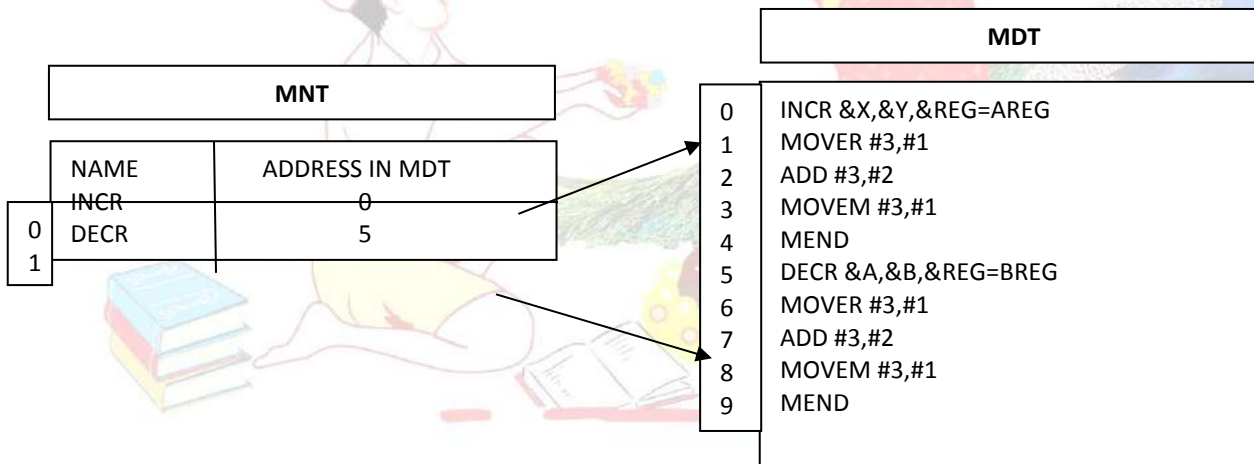 MNT
NAME ADDRESS IN MDT
INCR 0
0 DECR 5
1
MDT
0 INCR &X,&Y,&REG=AREG
1 MOVER #3,#1
2 ADD #3,#2
3 MOVEM #3,#1
4 MEND
5 DECR &A,&B,&REG=BREG
6 MOVER #3,#1
7 ADD #3,#2
8 MOVEM #3,#1
9 MEND